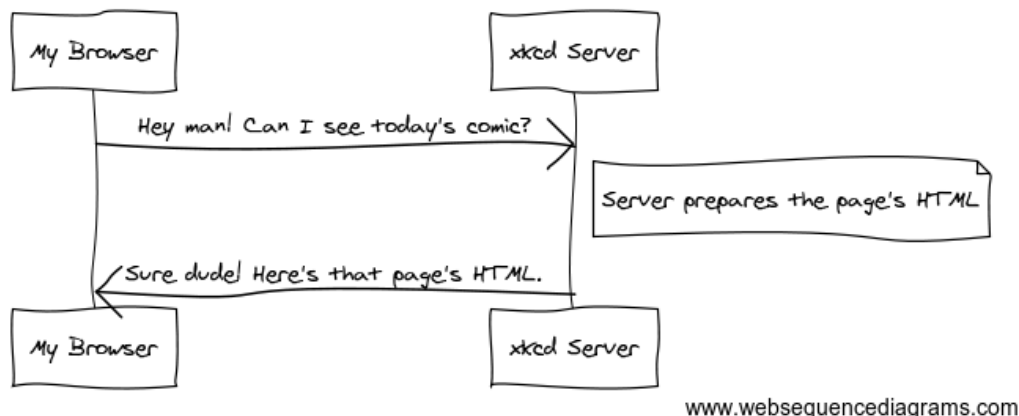 My Browser
xkcd Server
Hey man! Can I see today's comic?
Server prepares the page's HTML
Sure dude! Here's that page's HTML.
My Browser
xkcd Server
www.websequencediagrams.com